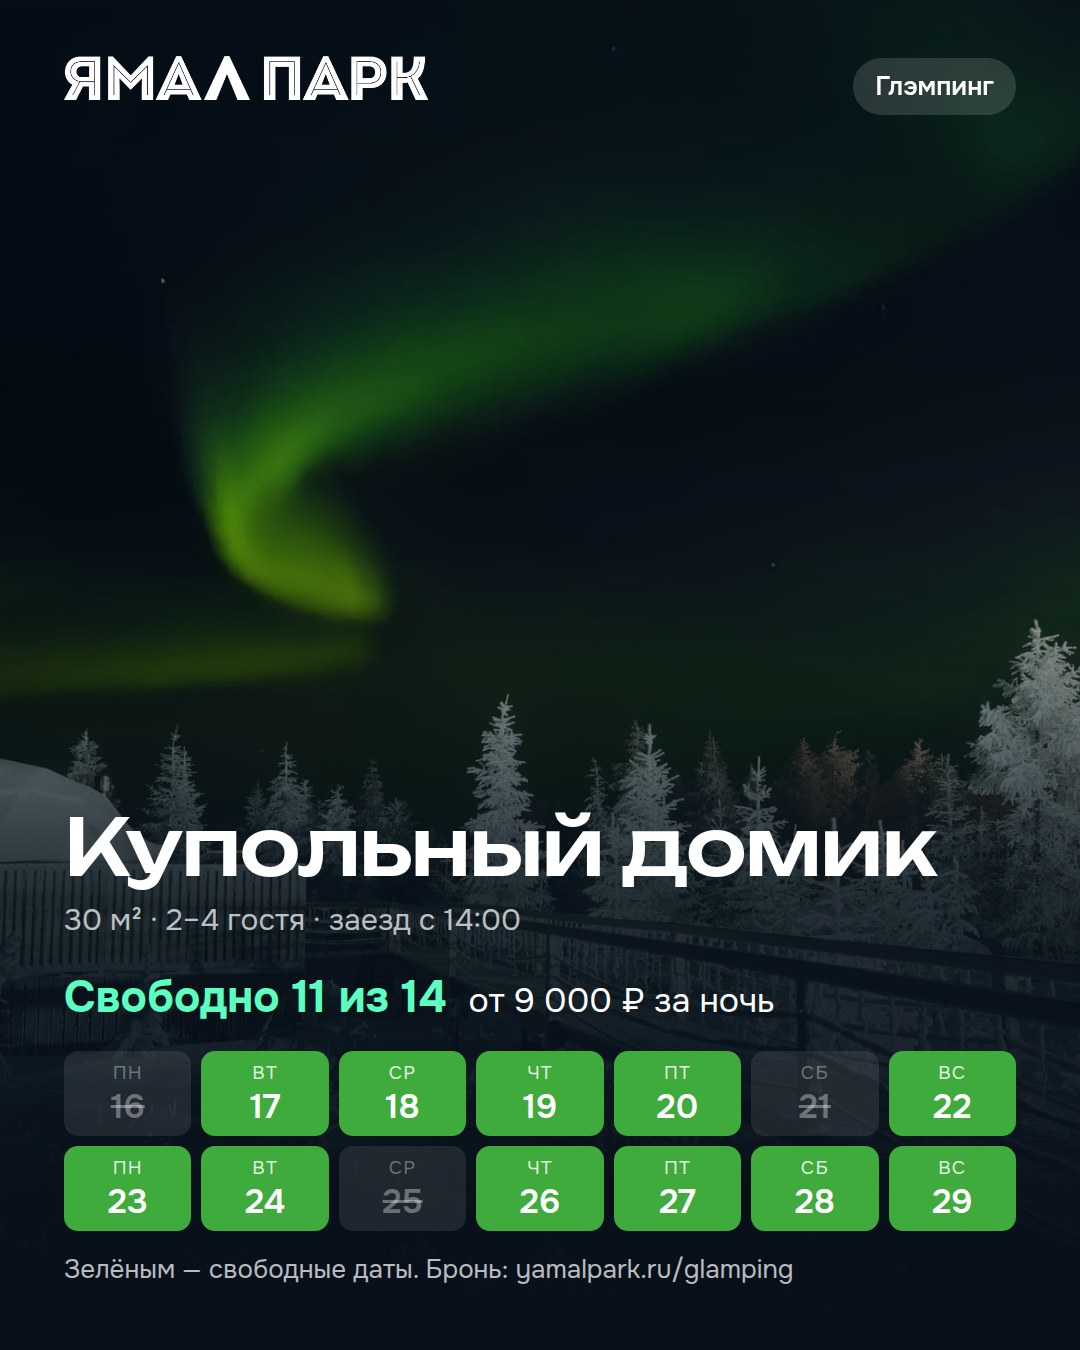 ЯМАЛ ПАРК
Глэмпинг
Купольный домик
30 м² · 2–4 гостя · заезд с 14:00
Свободно 11 из 14 от 9 000 ₽ за ночь
ПН ВТ СР ЧТ ПТ СБ ВС
16 17 18 19 20 21 22
ПН ВТ СР ЧТ ПТ СБ ВС
23 24 25 26 27 28 29
Зелёным — свободные даты. Бронь: yamalpark.ru/glamping